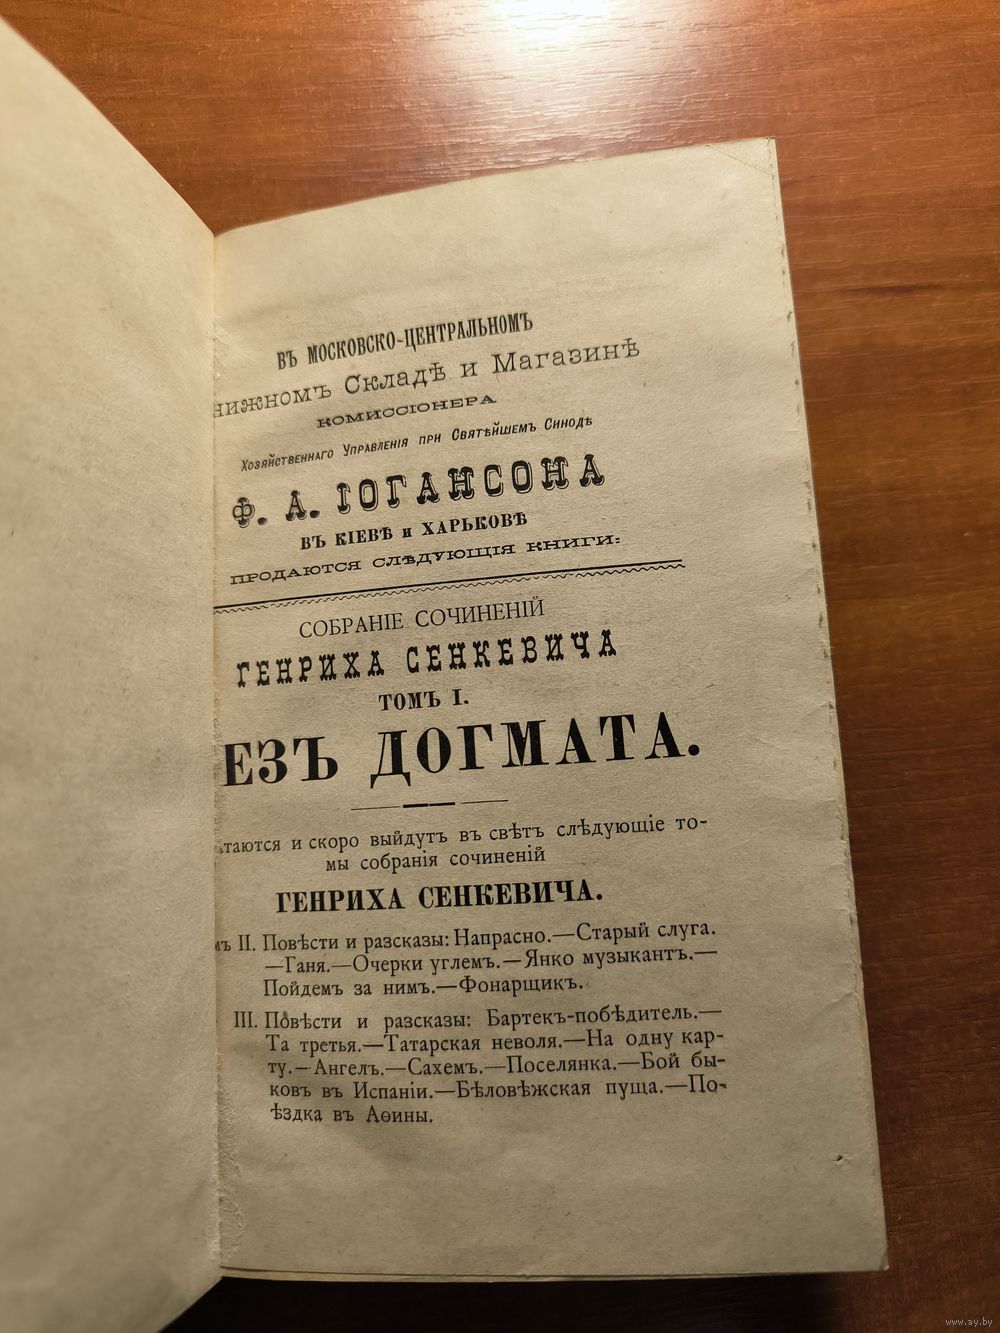 ВЪ МОСКОВСКО-ЦЕНТРАЛЬНОМЪ
нижномъ Складѣ и Магазинѣ
КОМИССІОНЕРА
Хозяйственнаго Управленія при Святѣйшемъ Синодѣ
Ф. А. ІОГАНСОНА
ВЪ КІЕВѢ и ХАРЬКОВѢ
ПРОДАЮТСЯ СЛѢДУЮЩІЯ КНИГИ:
СОБРАНІЕ СОЧИНЕНІЙ
ГЕНРИХА СЕНКЕВИЧА
ТОМЪ I.
ЕЗЪ ДОГМАТА.
таются и скоро выйдутъ въ свѣтъ слѣдующіе то-
мы собранія сочиненій
ГЕНРИХА СЕНКЕВИЧА.
мъ II. Повѣсти и разсказы: Напрасно.—Старый слуга.
—Ганя.—Очерки углемъ.—Янко музыкантъ.—
Пойдемъ за нимъ.—Фонарщикъ.
III. Повѣсти и разсказы: Бартекъ-побѣдитель.—
Та третья.—Татарская неволя.—На одну кар-
ту.—Ангелъ.—Сахемъ.—Поселянка.—Бой бы-
ковъ въ Испаніи.—Бѣловѣжская пуща.—По-
ѣздка въ Аѳины.
www.ay.by